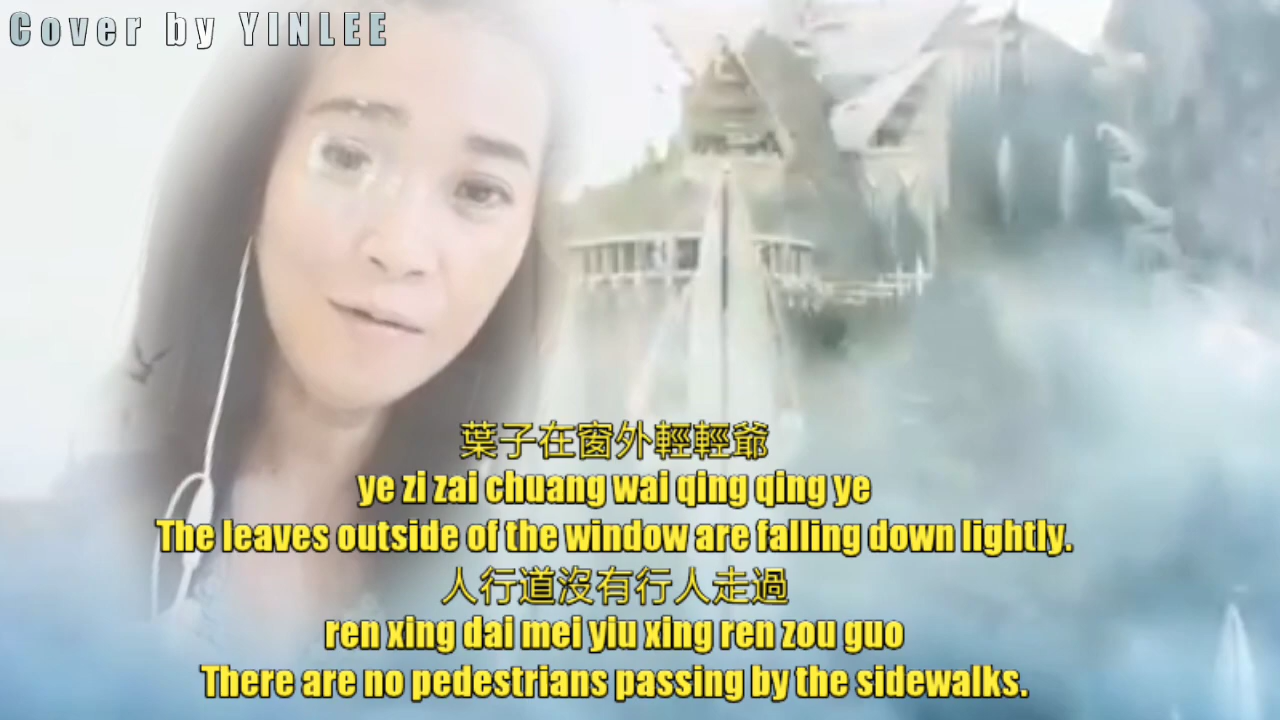 Cover by YINLEE
葉子在窗外輕輕爺
ye zi zai chuang wai qing qing ye
The leaves outside of the window are falling down lightly.
人行道沒有行人走過
ren xing dai mei yiu xing ren zou guo
There are no pedestrians passing by the sidewalks.